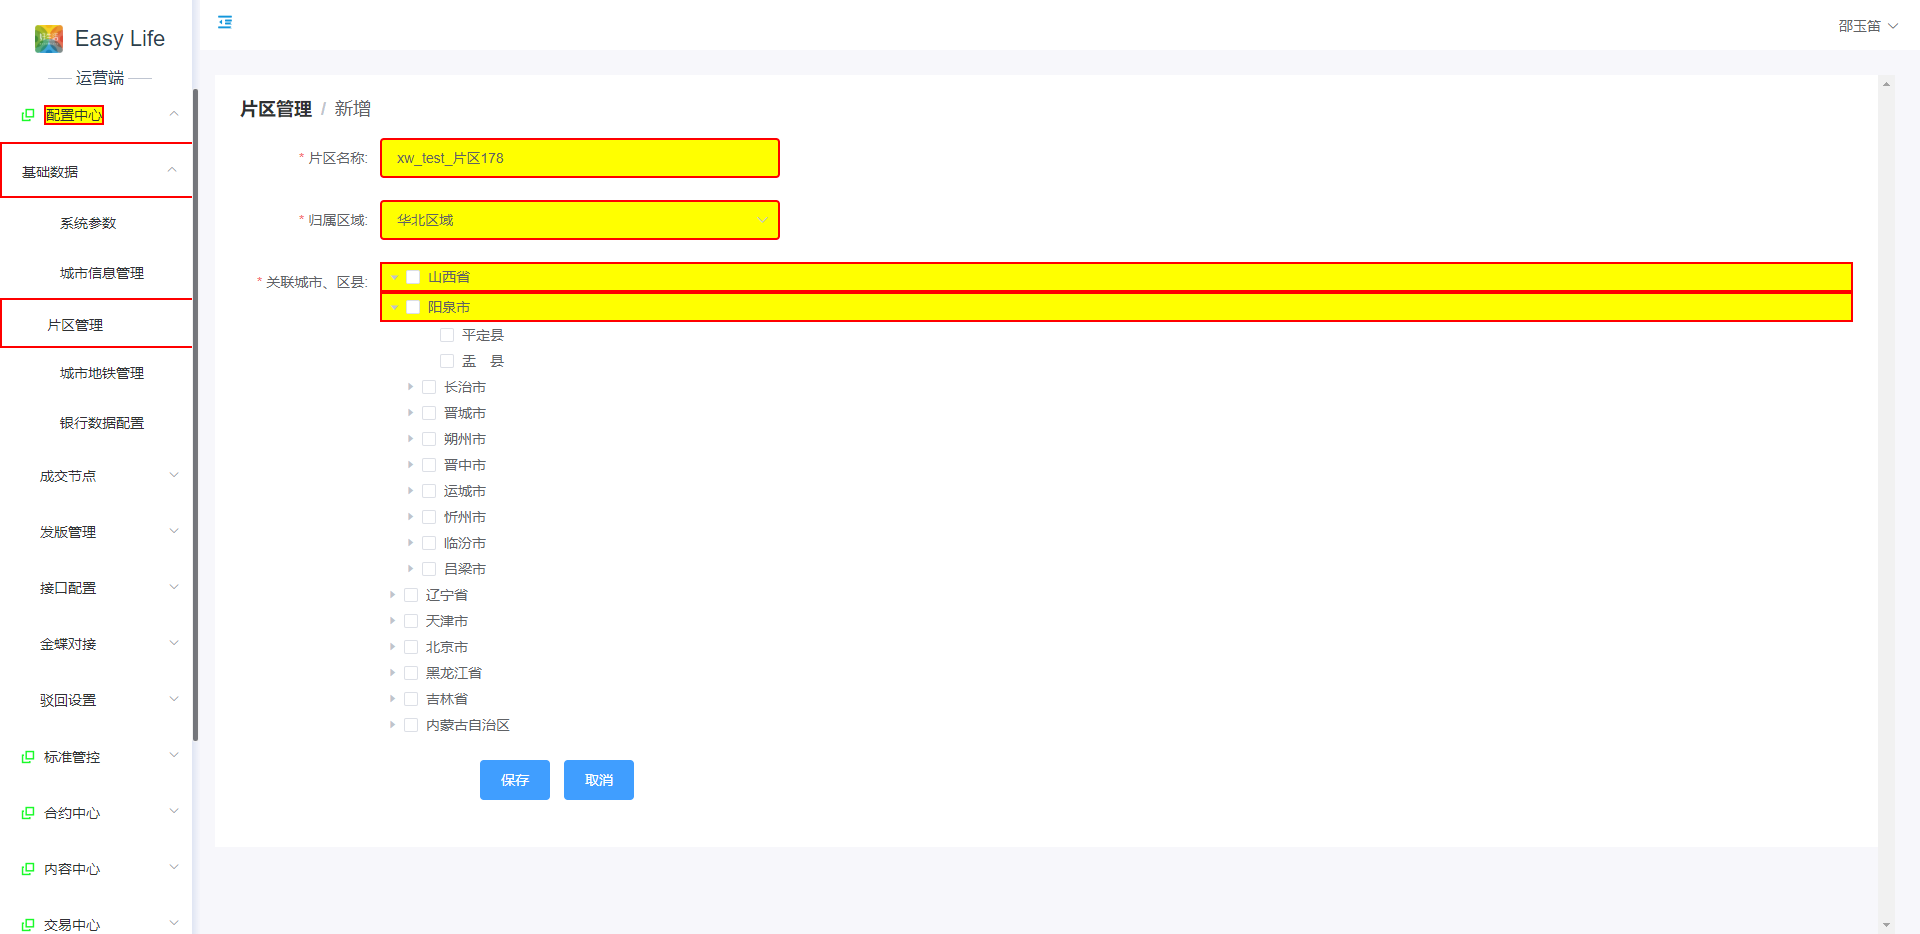 Easy Life
运营端
配置中心
基础数据
系统参数
城市信息管理
片区管理
城市地铁管理
银行数据配置
成交节点
发版管理
接口配置
金蝶对接
驳回设置
标准管控
合约中心
内容中心
交易中心
邵玉笛
片区管理 / 新增
* 片区名称: xw_test_片区178
* 归属区域: 华北区域
* 关联城市、区县: 山西省
阳泉市
平定县
盂　县
长治市
晋城市
朔州市
晋中市
运城市
忻州市
临汾市
吕梁市
辽宁省
天津市
北京市
黑龙江省
吉林省
内蒙古自治区
保存 取消